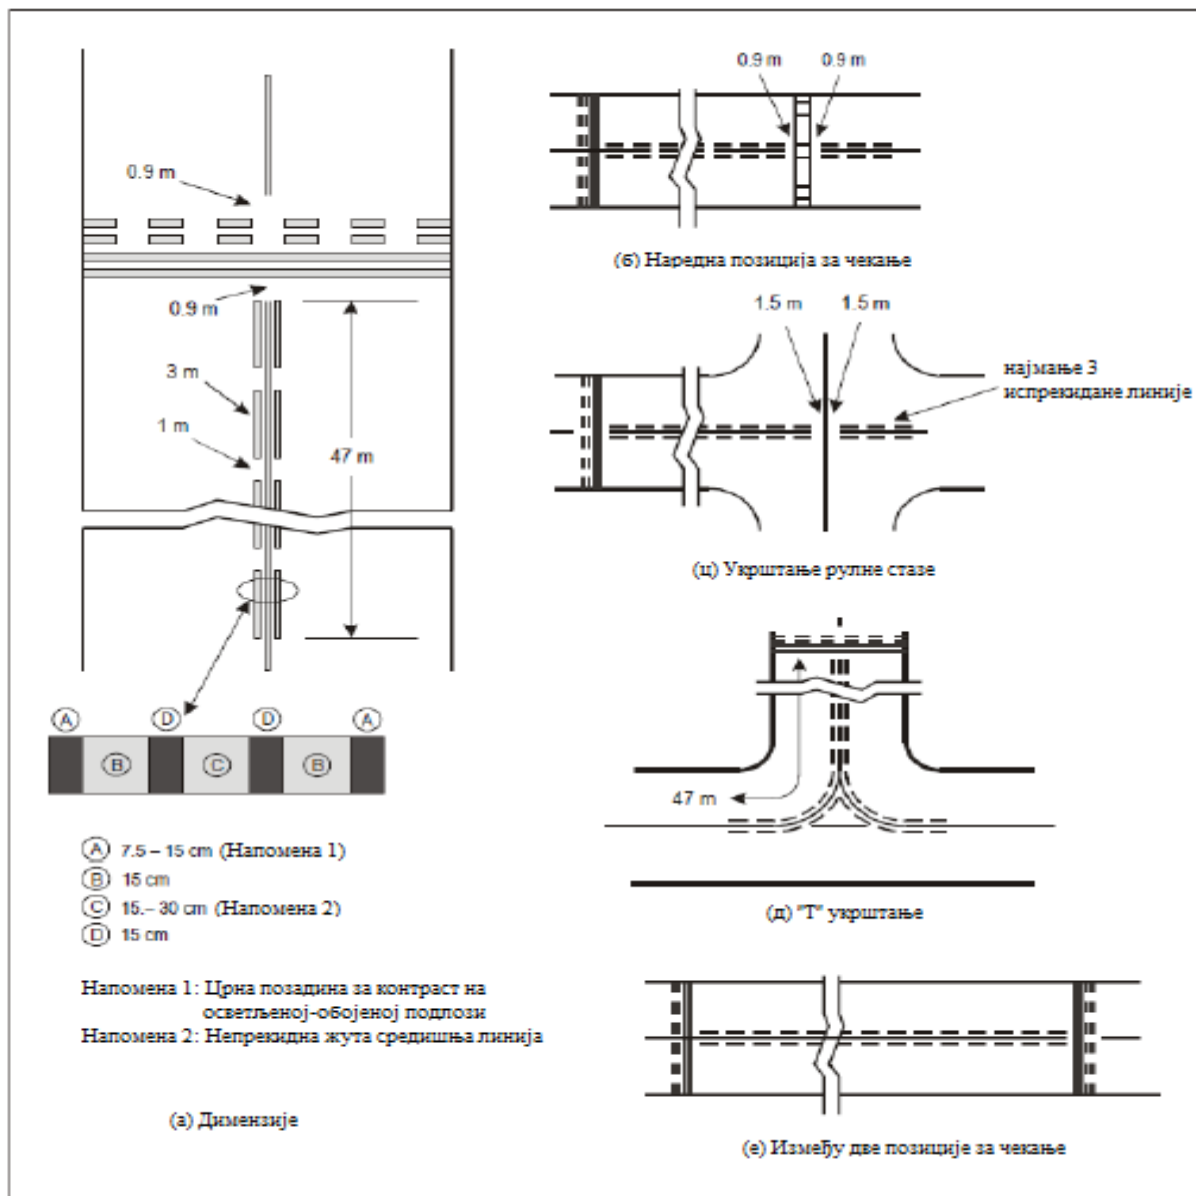 0.9 m
0.9 m
3 m
1 m
47 m
A
D
D
A
B
C
B
A 7.5 – 15 cm (Напомена 1)
B 15 cm
C 15.– 30 cm (Напомена 2)
D 15 cm
Напомена 1: Црна позадина за контраст на
осветљеној-обојеној подлози
Напомена 2: Непрекидна жута средишња линија
(а) Димензије
0.9 m
0.9 m
(б) Наредна позиција за чекање
1.5 m
1.5 m
најмање 3
испрекидане линије
(ц) Укрштање рулне стазе
47 m
(д) "Т" укрштање
(е) Између две позиције за чекање